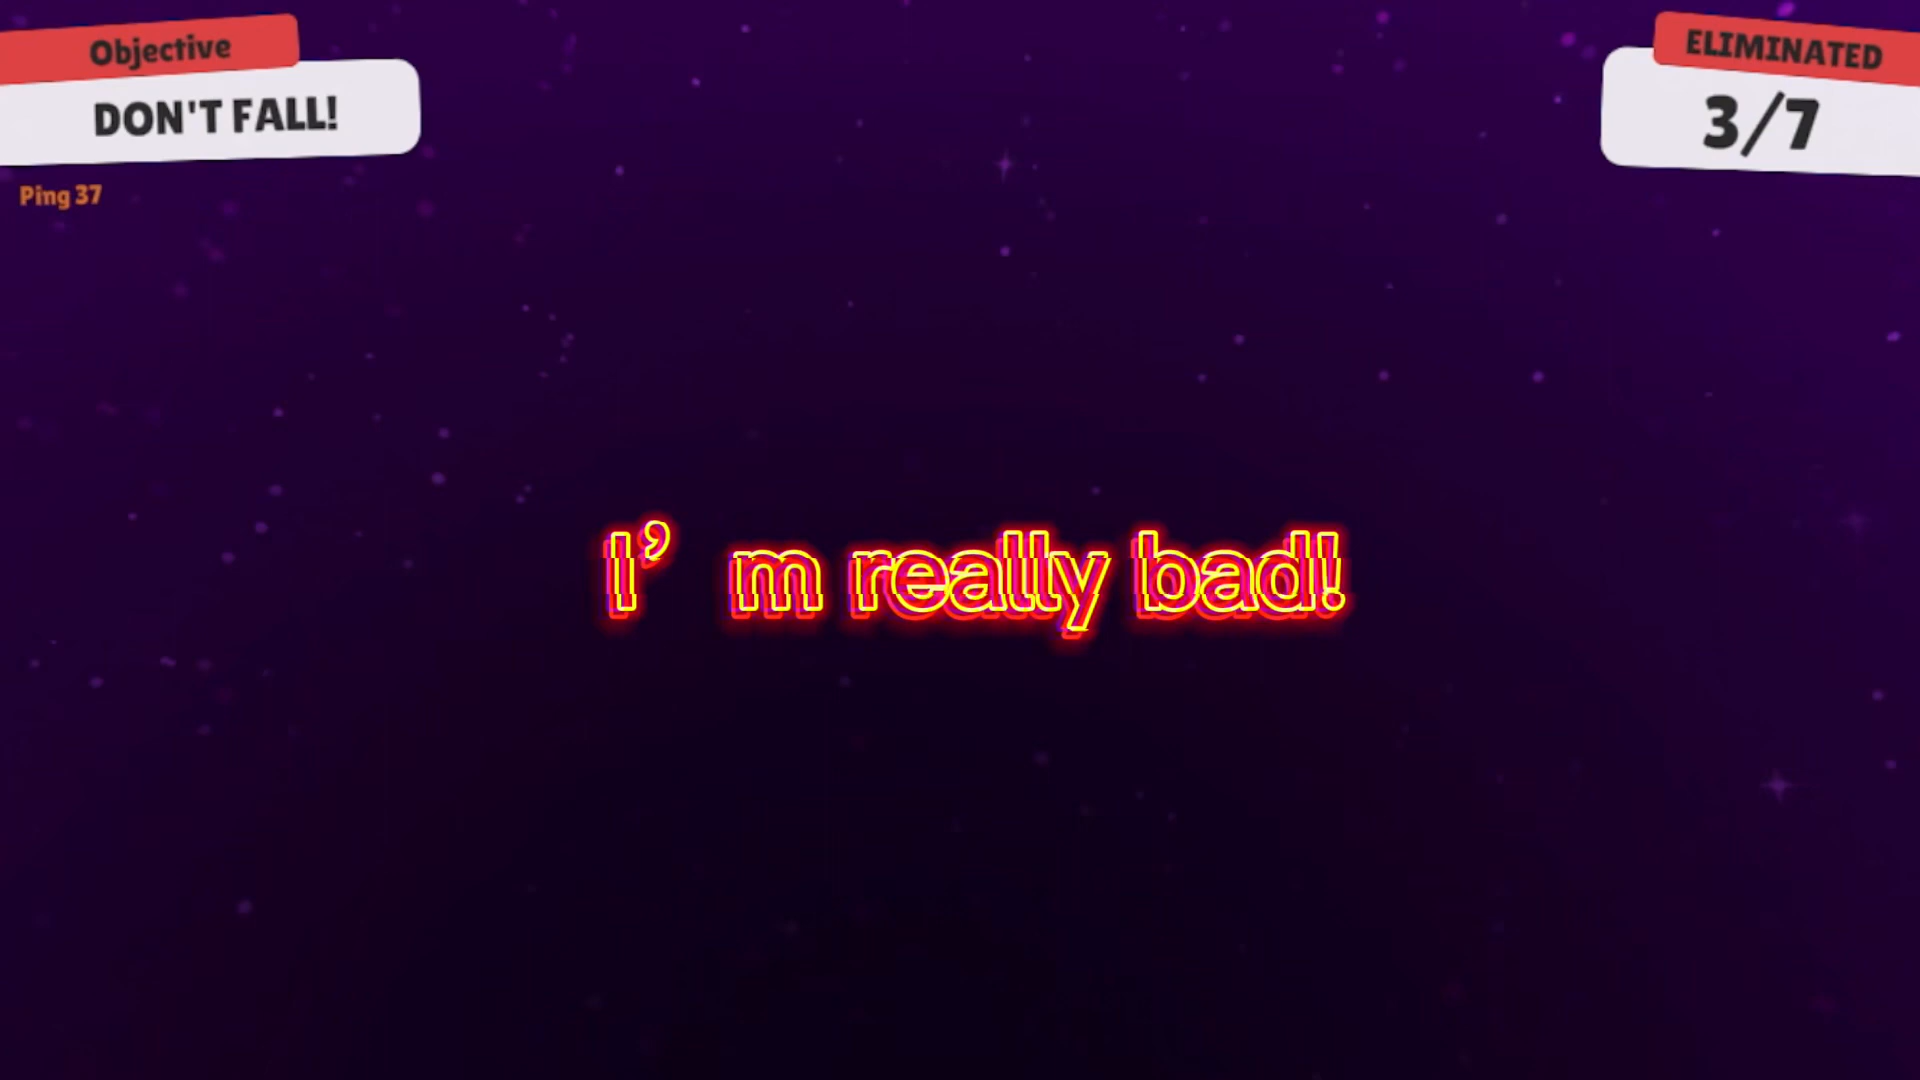 Objective
DON'T FALL!
Ping 37
ELIMINATED
3/7
I’m really bad!